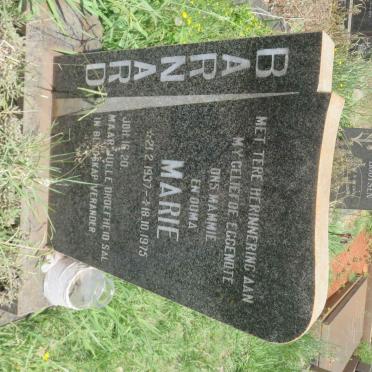 BARNARD
MET TERE HERINNERING AAN
MY GELIEFDE EGGENOTE
ONS MAMMIE
EN OUMA
MARIE
☆21.2.1937 - ✝18.10.1975
JOH. 16:20.
MAAR JULLE DROEFHEID SAL
IN BLYDSKAP VERANDER